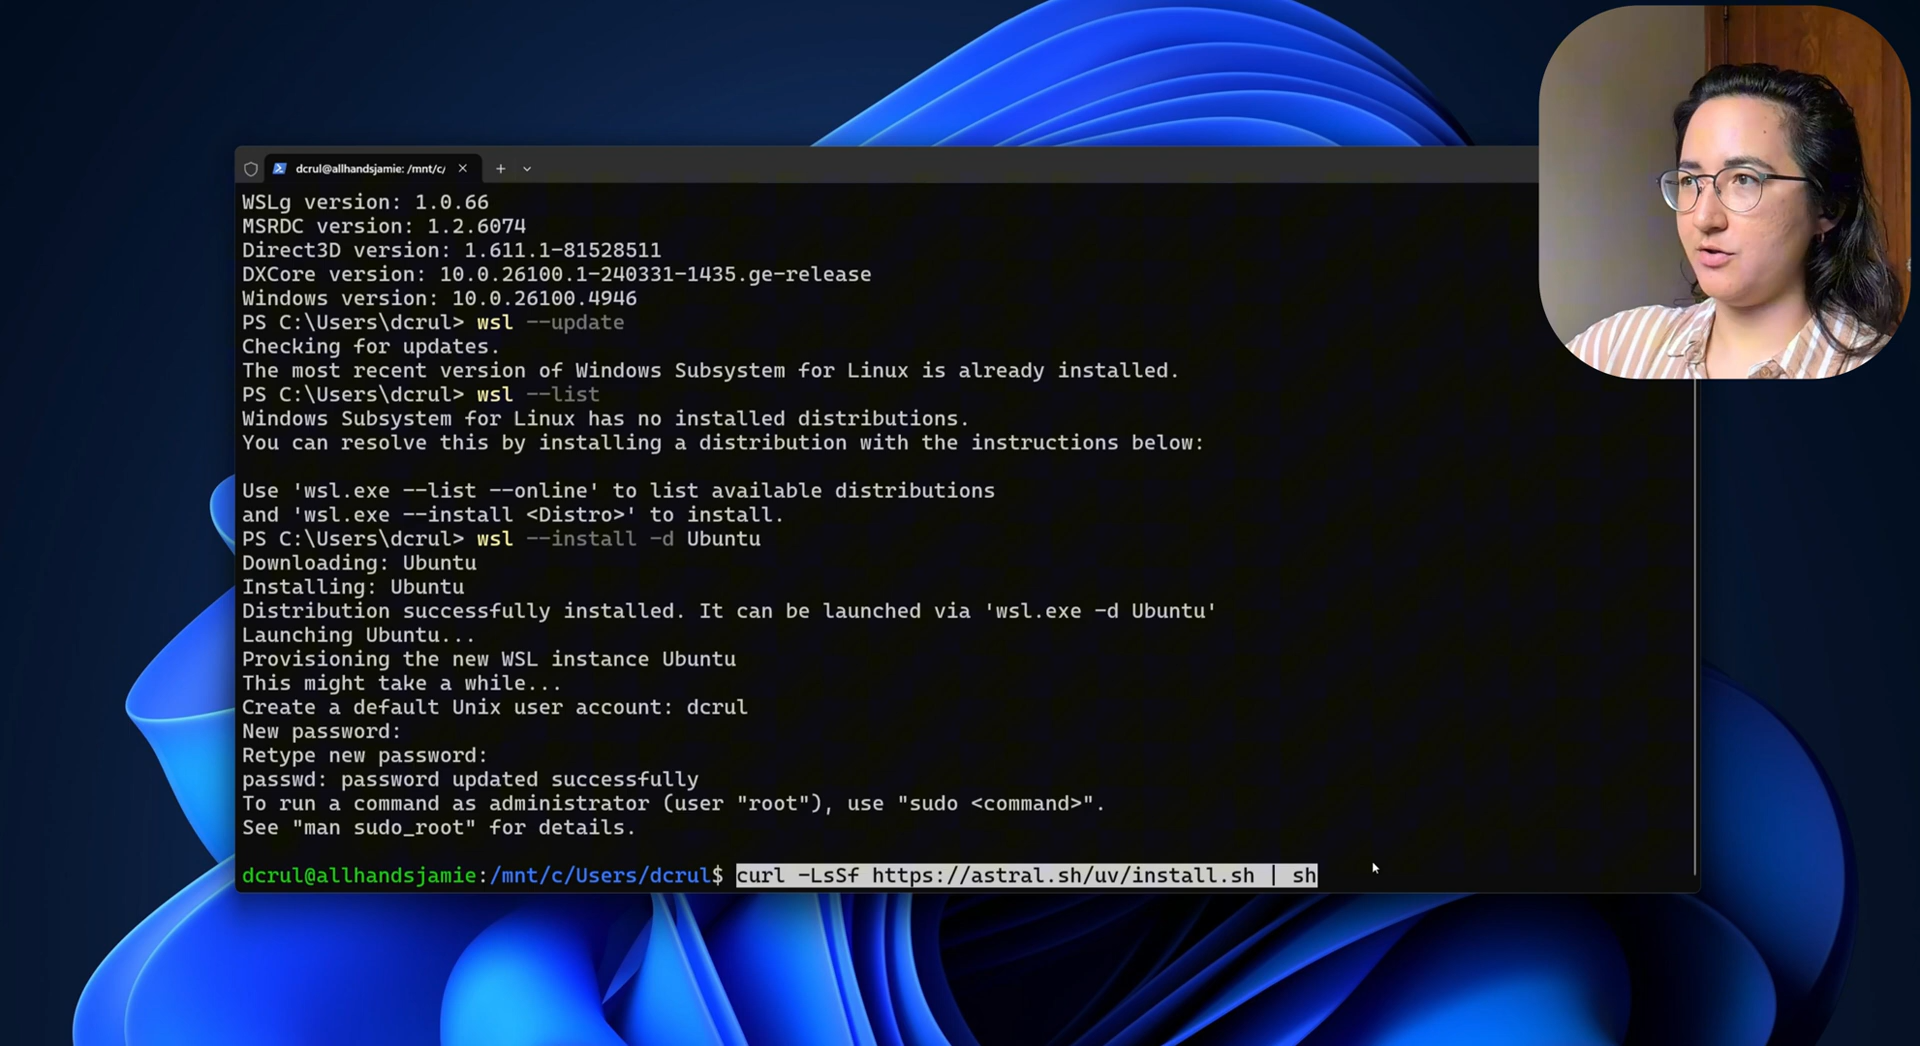 dcrul@allhandsjamie: /mnt/c/
WSLg version: 1.0.66
MSRDC version: 1.2.6074
Direct3D version: 1.611.1-81528511
DXCore version: 10.0.26100.1-240331-1435.ge-release
Windows version: 10.0.26100.4946
PS C:\Users\dcrul> wsl --update
Checking for updates.
The most recent version of Windows Subsystem for Linux is already installed.
PS C:\Users\dcrul> wsl --list
Windows Subsystem for Linux has no installed distributions.
You can resolve this by installing a distribution with the instructions below:
Use 'wsl.exe --list --online' to list available distributions
and 'wsl.exe --install <Distro>' to install.
PS C:\Users\dcrul> wsl --install -d Ubuntu
Downloading: Ubuntu
Installing: Ubuntu
Distribution successfully installed. It can be launched via 'wsl.exe -d Ubuntu'
Launching Ubuntu...
Provisioning the new WSL instance Ubuntu
This might take a while...
Create a default Unix user account: dcrul
New password:
Retype new password:
passwd: password updated successfully
To run a command as administrator (user "root"), use "sudo <command>".
See "man sudo_root" for details.
dcrul@allhandsjamie:/mnt/c/Users/dcrul$ curl -LsSf https://astral.sh/uv/install.sh | sh